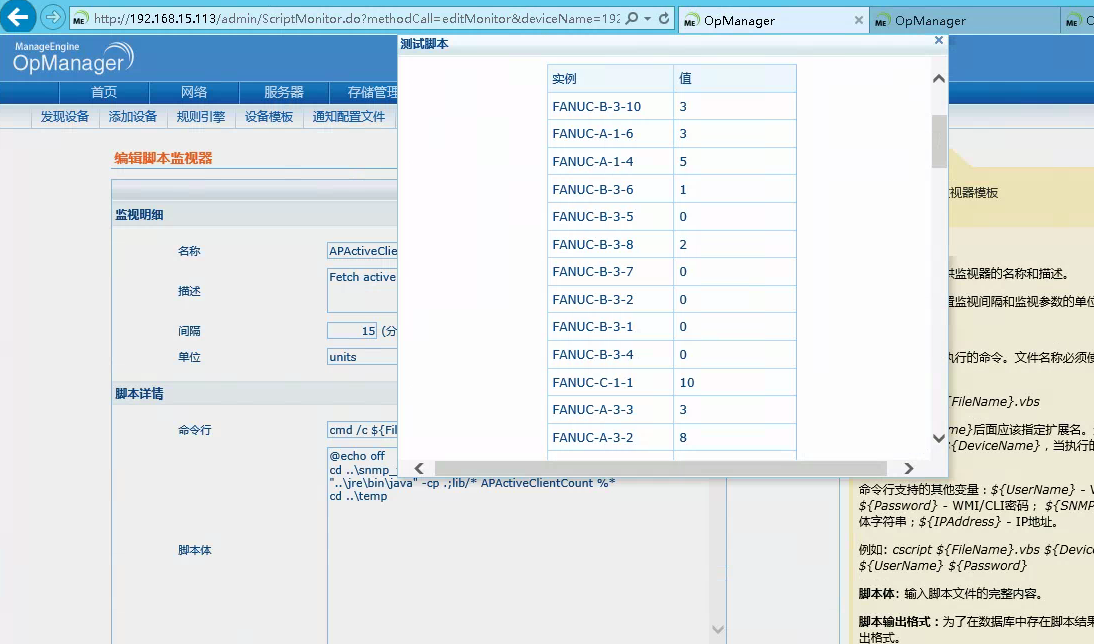 http://192.168.15.113/admin/ScriptMonitor.do?methodCall=editMonitor&deviceName=192
ME OpManager
ME OpManager
ME
ManageEngine
OpManager
首页 网络 服务器 存储管理
发现设备 添加设备 规则引擎 设备模板 通知配置文件
编辑脚本监视器
监视明细
名称 APActiveClie
描述 Fetch active
间隔 15 (分
单位 units
脚本详情
命令行 cmd /c ${Fil
脚本体
@echo off
cd ..\snmp_
"..\jre\bin\java" -cp .;lib/* APActiveClientCount %*
cd ..\temp
测试脚本
实例 值
FANUC-B-3-10 3
FANUC-A-1-6 3
FANUC-A-1-4 5
FANUC-B-3-6 1
FANUC-B-3-5 0
FANUC-B-3-8 2
FANUC-B-3-7 0
FANUC-B-3-2 0
FANUC-B-3-1 0
FANUC-B-3-4 0
FANUC-C-1-1 10
FANUC-A-3-3 3
FANUC-A-3-2 8
视器模板
监视器的名称和描述。
置监视间隔和监视参数的单位
执行的命令。文件名称必须使
{FileName}.vbs
me}后面应该指定扩展名。
{DeviceName}，当执行的
命令行支持的其他变量：${UserName} - V
${Password} - WMI/CLI密码； ${SNMP
体字符串；${IPAddress} - IP地址。
例如: cscript ${FileName}.vbs ${Devic
${UserName} ${Password}
脚本体: 输入脚本文件的完整内容。
脚本输出格式：为了在数据库中存在脚本结果
出格式。